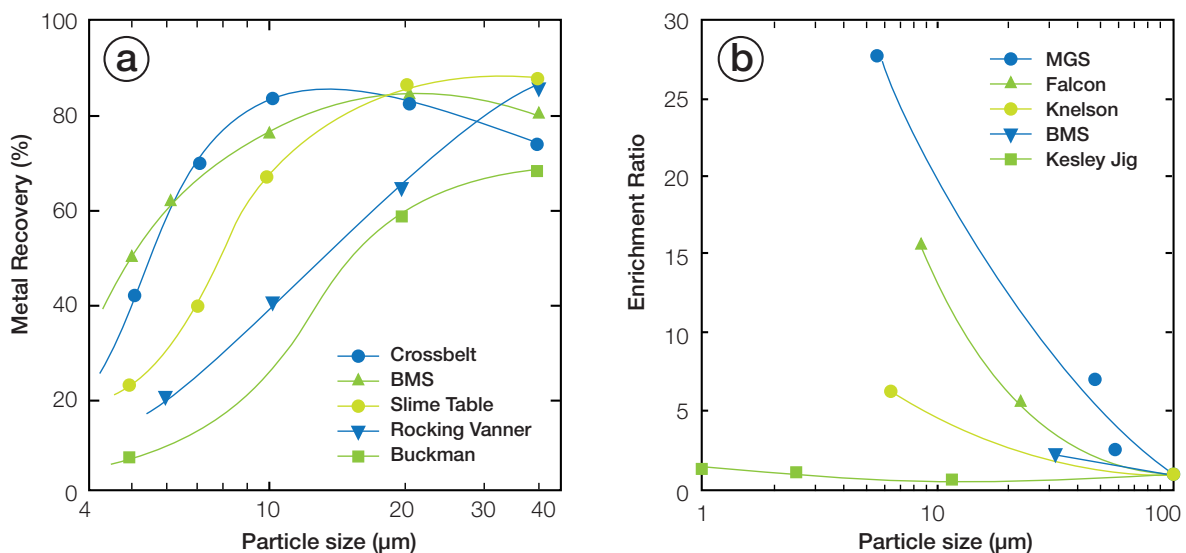 a
Metal Recovery (%)
100
80
60
40
20
0
4
10
20
30
40
Particle size (µm)
Crossbelt
BMS
Slime Table
Rocking Vanner
Buckman
b
Enrichment Ratio
30
25
20
15
10
5
0
1
10
100
Particle size (µm)
MGS
Falcon
Knelson
BMS
Kesley Jig